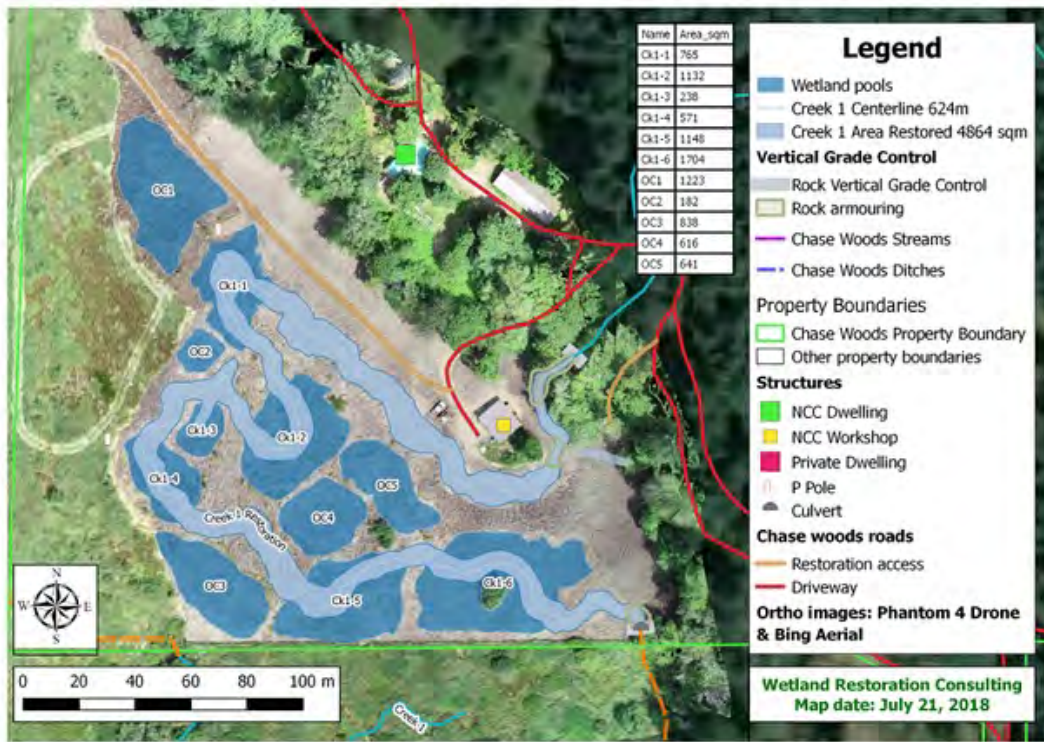 Name Area_sqm
Ck1-1 765
Ck1-2 1132
Ck1-3 238
Ck1-4 571
Ck1-5 1148
Ck1-6 1704
OC1 1223
OC2 182
OC3 838
OC4 616
OC5 641
Legend
Wetland pools
Creek 1 Centerline 624m
Creek 1 Area Restored 4864 sqm
Vertical Grade Control
Rock Vertical Grade Control
Rock armouring
Chase Woods Streams
Chase Woods Ditches
Property Boundaries
Chase Woods Property Boundary
Other property boundaries
Structures
NCC Dwelling
NCC Workshop
Private Dwelling
P Pole
Culvert
Chase woods roads
Restoration access
Driveway
Ortho images: Phantom 4 Drone
& Bing Aerial
Wetland Restoration Consulting
Map date: July 21, 2018
OC1
Ck1-1
OC2
Ck1-3
Ck1-2
Ck1-4
OC5
OC4
Creek 1 Restoration
OC3
Ck1-5
Ck1-6
N
W E
S
0 20 40 60 80 100 m
Creek 1